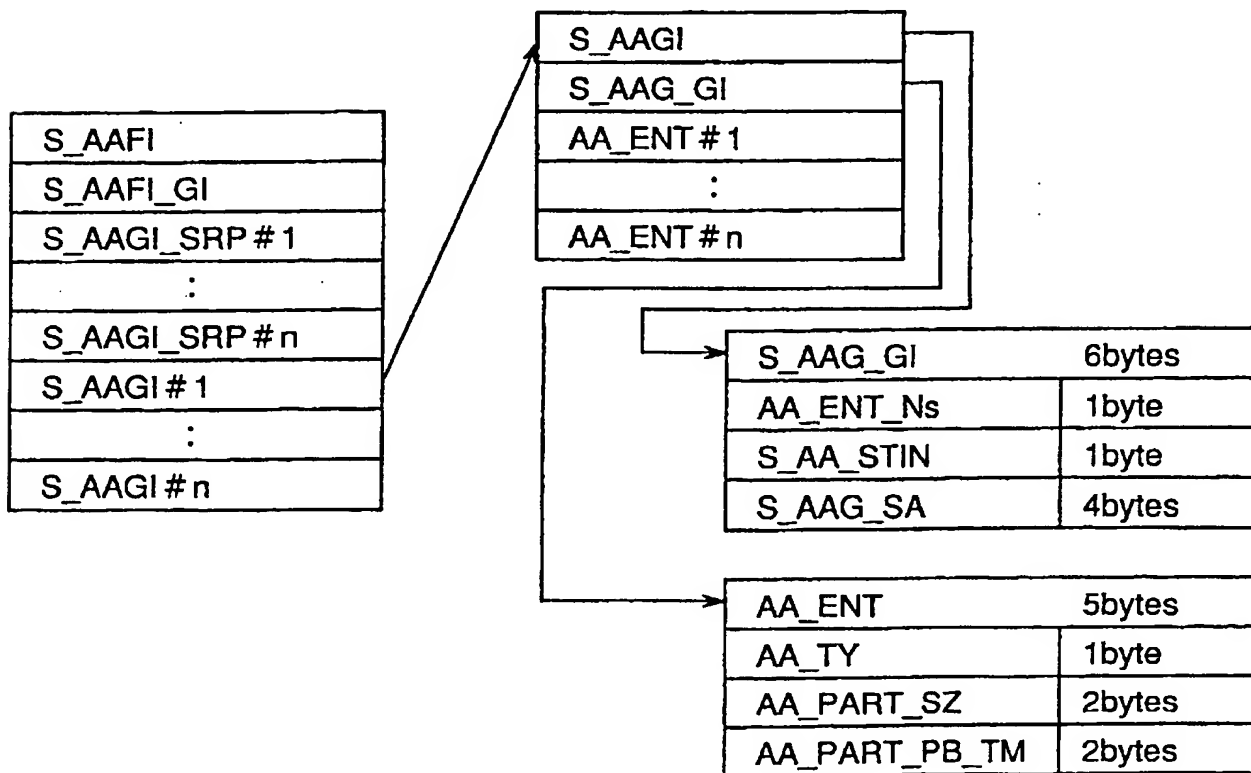 S_AAFI
S_AAFI_GI
S_AAGI_SRP#1
:
S_AAGI_SRP#n
S_AAGI#1
:
S_AAGI#n
S_AAGI
S_AAG_GI
AA_ENT#1
:
AA_ENT#n
S_AAG_GI 6bytes
AA_ENT_Ns 1byte
S_AA_STIN 1byte
S_AAG_SA 4bytes
AA_ENT 5bytes
AA_TY 1byte
AA_PART_SZ 2bytes
AA_PART_PB_TM 2bytes